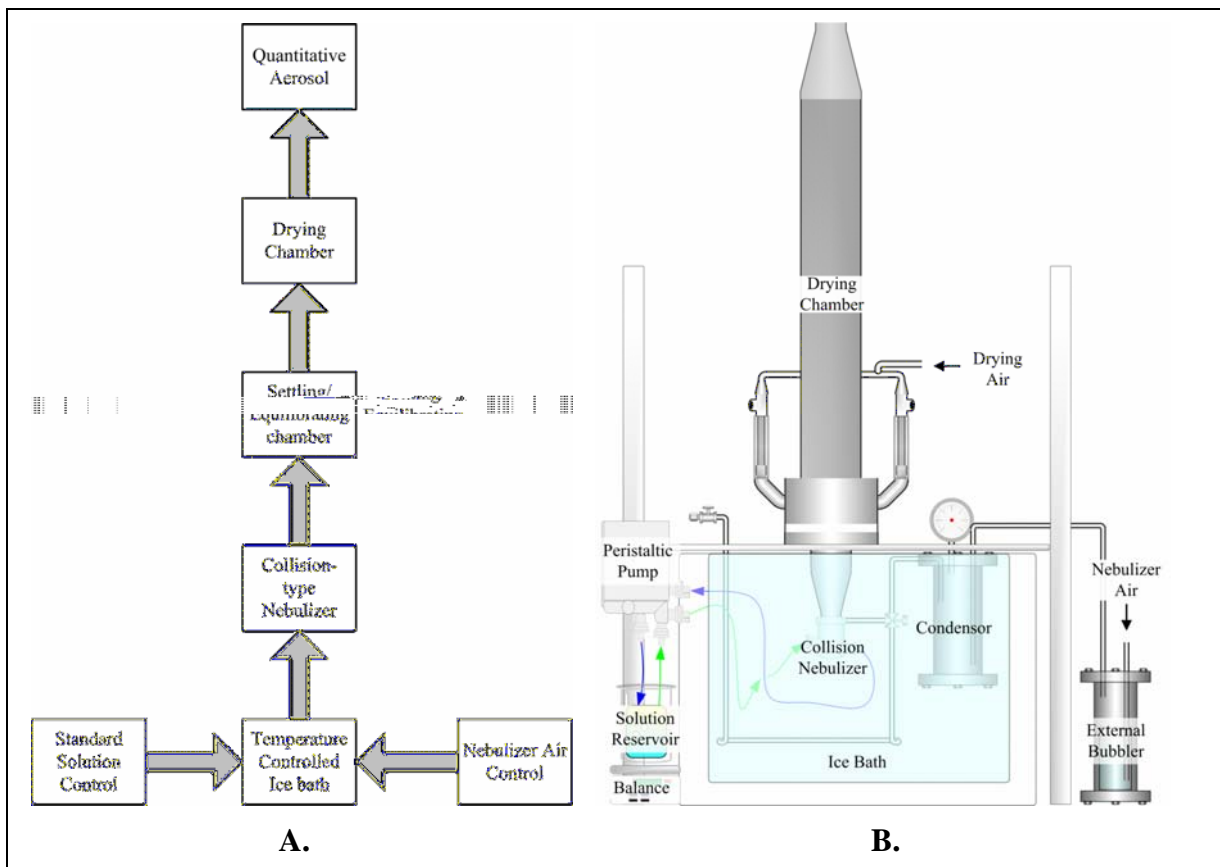 Quantitative
Aerosol
Drying
Chamber
Settling/
Equilibrating
chamber
Collision-
type
Nebulizer
Standard
Solution
Control
Temperature
Controlled
Ice bath
Nebulizer Air
Control
A.
Drying
Chamber
Drying
Air
Peristaltic
Pump
Nebulizer
Air
Condensor
Collision
Nebulizer
Solution
Reservoir
External
Bubbler
Ice Bath
Balance
B.